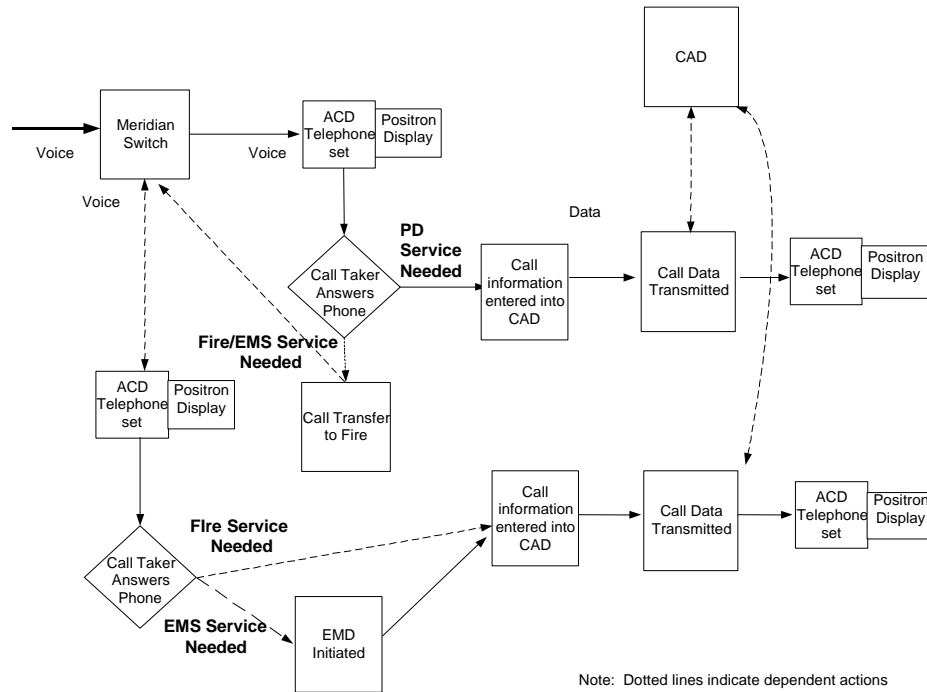 CAD
Voice
Meridian
Switch
Voice
ACD
Telephone
set
Positron
Display
Voice
PD
Service
Needed
Data
Call Taker
Answers
Phone
Call
information
entered into
CAD
Call Data
Transmitted
ACD
Telephone
set
Positron
Display
Fire/EMS Service
Needed
Call Transfer
to Fire
ACD
Telephone
set
Positron
Display
FIre Service
Needed
Call Taker
Answers
Phone
EMS Service
Needed
EMD
Initiated
Call
information
entered into
CAD
Call Data
Transmitted
ACD
Telephone
set
Positron
Display
Note: Dotted lines indicate dependent actions